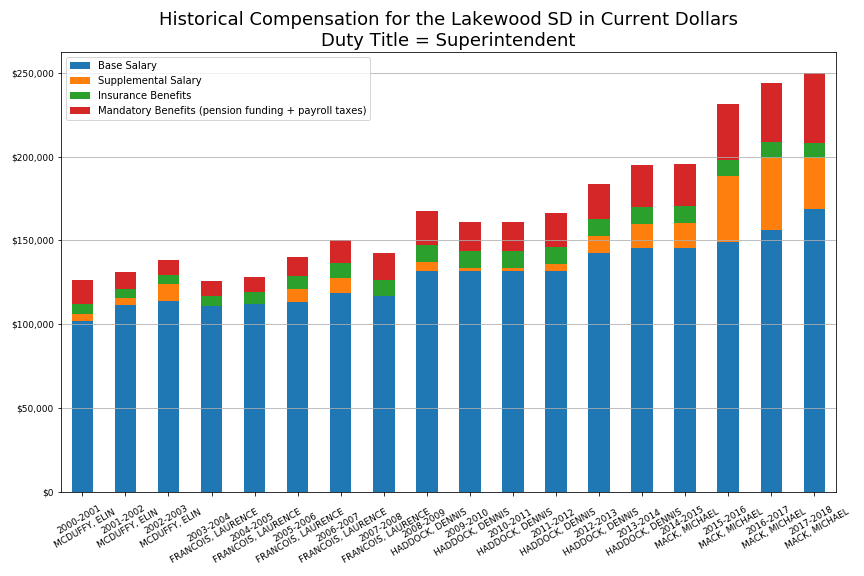 Historical Compensation for the Lakewood SD in Current Dollars
Duty Title = Superintendent
Base Salary
Supplemental Salary
Insurance Benefits
Mandatory Benefits (pension funding + payroll taxes)
$250,000
$200,000
$150,000
$100,000
$50,000
$0
2000-2001
MCDUFFY, ELIN
2001-2002
MCDUFFY, ELIN
2002-2003
MCDUFFY, ELIN
2003-2004
FRANCOIS, LAURENCE
2004-2005
FRANCOIS, LAURENCE
2005-2006
FRANCOIS, LAURENCE
2006-2007
FRANCOIS, LAURENCE
2007-2008
FRANCOIS, LAURENCE
2008-2009
HADDOCK, DENNIS
2009-2010
HADDOCK, DENNIS
2010-2011
HADDOCK, DENNIS
2011-2012
HADDOCK, DENNIS
2012-2013
HADDOCK, DENNIS
2013-2014
HADDOCK, DENNIS
2014-2015
MACK, MICHAEL
2015-2016
MACK, MICHAEL
2016-2017
MACK, MICHAEL
2017-2018
MACK, MICHAEL